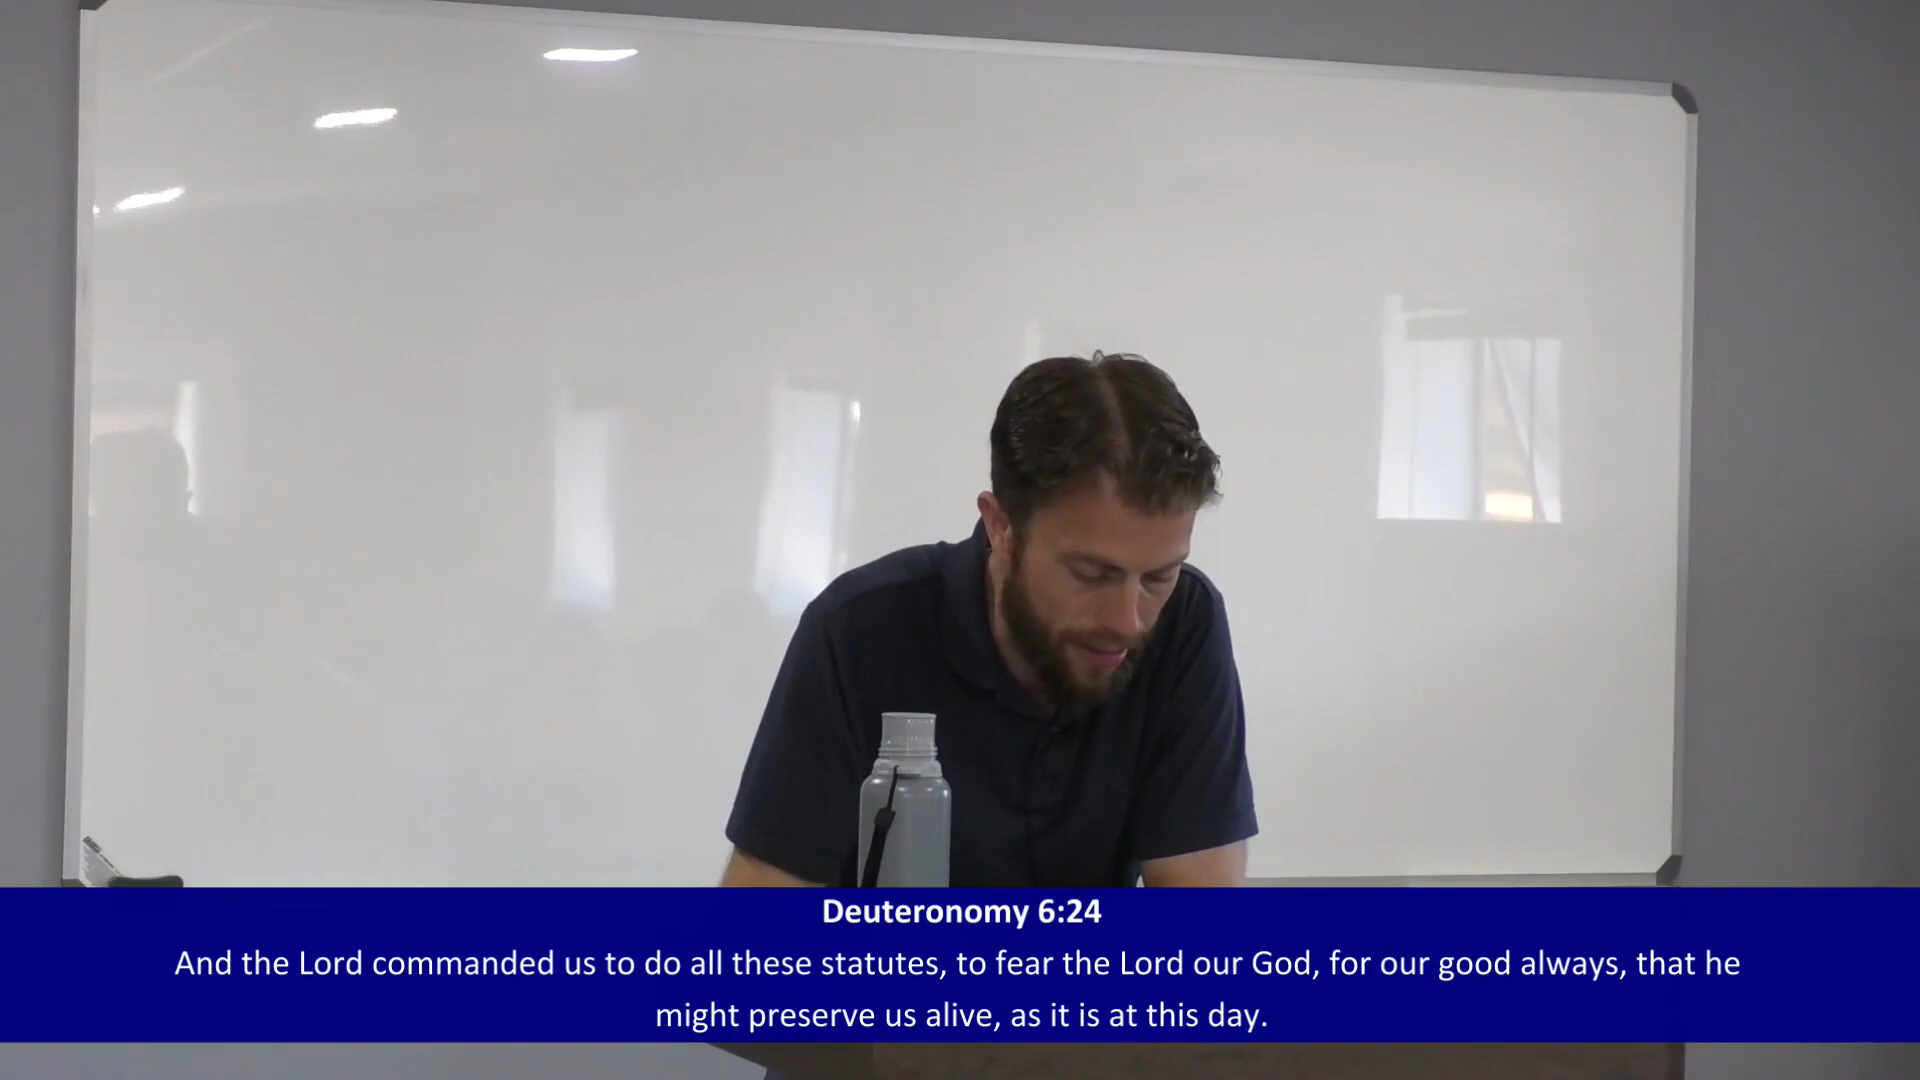 Deuteronomy 6:24
And the Lord commanded us to do all these statutes, to fear the Lord our God, for our good always, that he
might preserve us alive, as it is at this day.